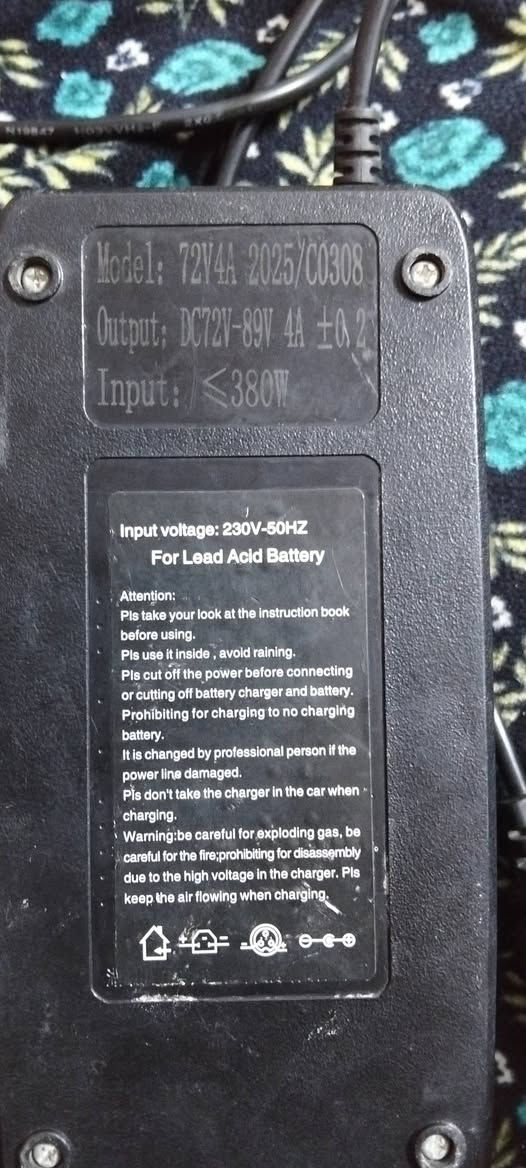 Model: 72V4A 2025/C0308
Output: DC72V-89V 4A ±0.2
Input: ≤380W
Input voltage: 230V-50HZ
For Lead Acid Battery
Attention:
Pls take your look at the instruction book
before using.
Pls use it inside , avoid raining.
Pls cut off the power before connecting
or cutting off battery charger and battery.
Prohibiting for charging to no charging
battery.
It is changed by professional person if the
power line damaged.
Pls don't take the charger in the car when
charging.
Warning:be careful for exploding gas, be
careful for the fire;prohibiting for disassembly
due to the high voltage in the charger. Pls
keep the air flowing when charging.